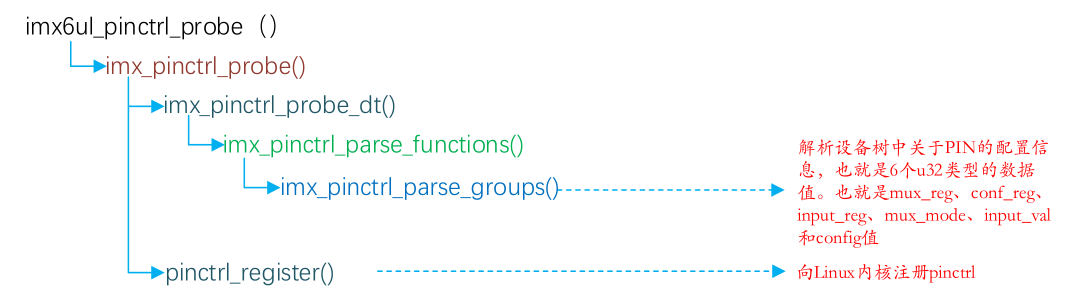 imx6ul_pinctrl_probe（）
imx_pinctrl_probe()
imx_pinctrl_probe_dt()
imx_pinctrl_parse_functions()
解析设备树中关于PIN的配置信
息，也就是6个u32类型的数据
imx_pinctrl_parse_groups()
值。也就是mux_reg、conf_reg、
input_reg、mux_mode、input_val
和config值
pinctrl_register()
向Linux内核注册pinctrl